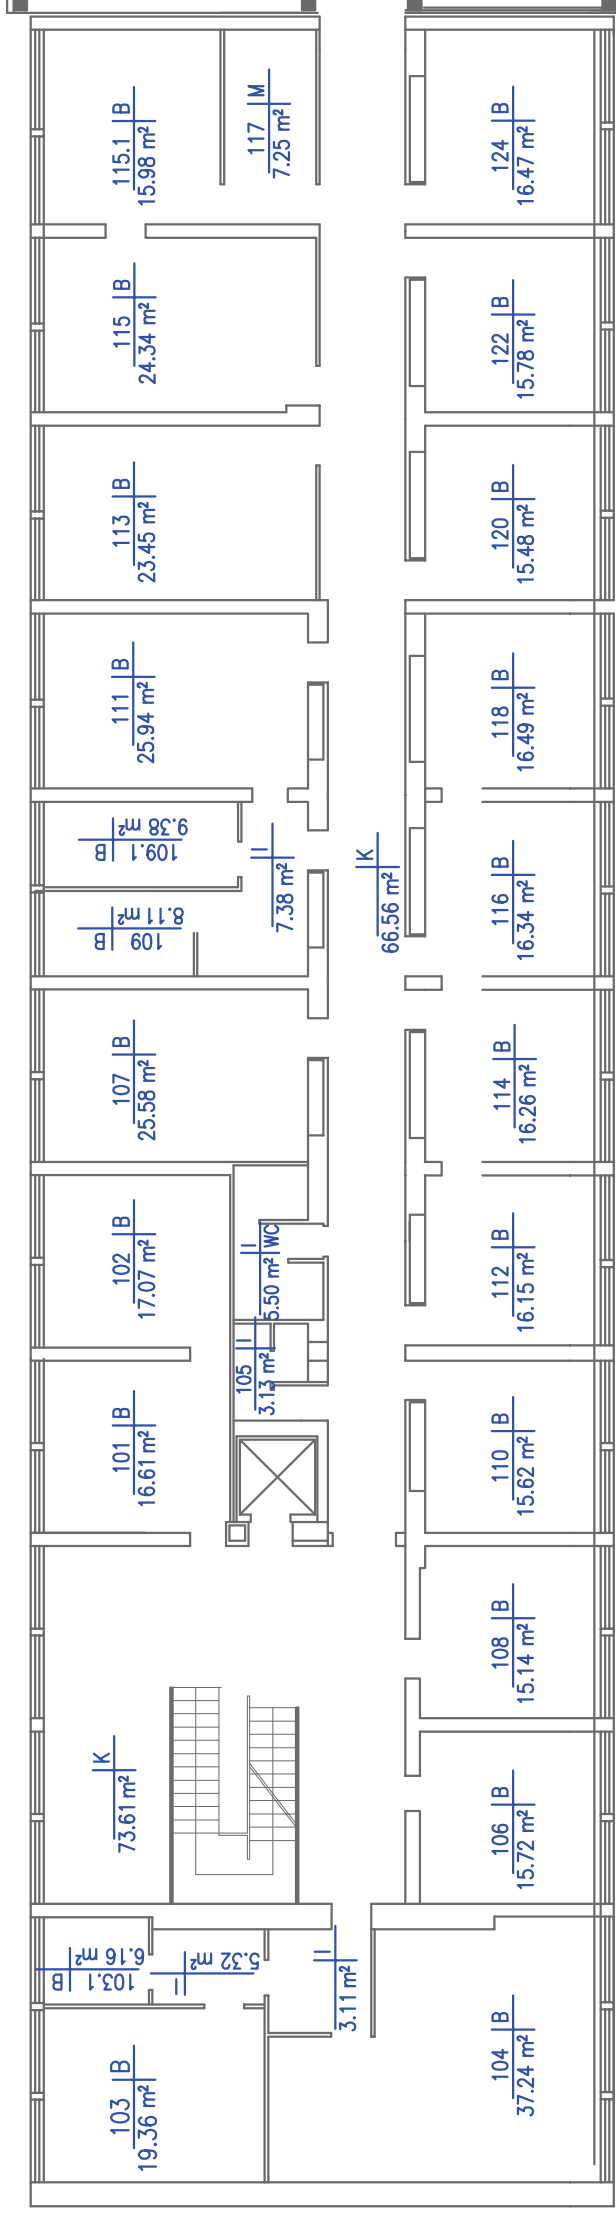 115.1 B
15.98 m²
117 M
7.25 m²
124 B
16.47 m²
115 B
24.34 m²
122 B
15.78 m²
113 B
23.45 m²
120 B
15.48 m²
111 B
25.94 m²
118 B
16.49 m²
109.1 B
9.38 m²
I
7.38 m²
K
66.56 m²
116 B
16.34 m²
109 B
8.11 m²
107 B
25.58 m²
114 B
16.26 m²
102 B
17.07 m²
I
5.50 m² WC
112 B
16.15 m²
105 I
3.13 m²
101 B
16.61 m²
110 B
15.62 m²
108 B
15.14 m²
K
73.61 m²
106 B
15.72 m²
103.1 B
6.16 m²
I
5.32 m²
I
3.11 m²
103 B
19.36 m²
104 B
37.24 m²